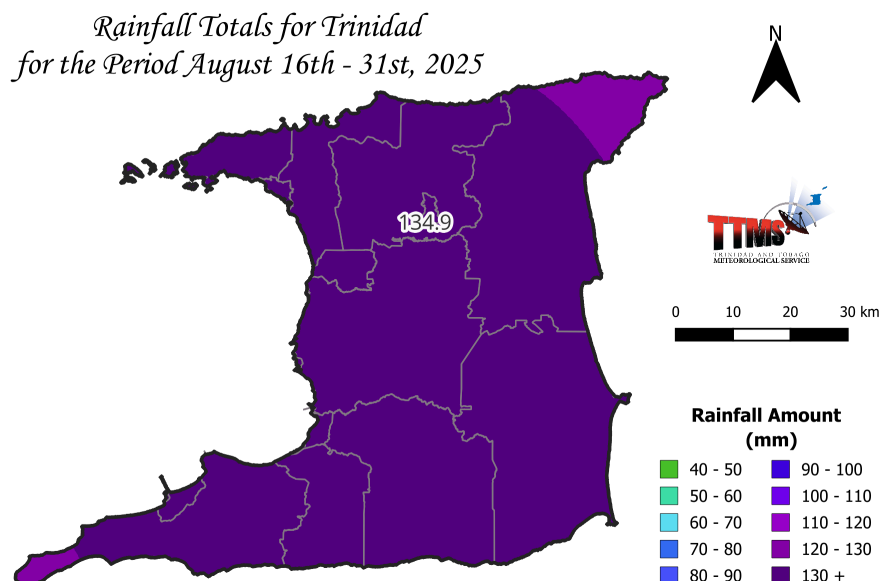 Rainfall Totals for Trinidad
for the Period August 16th - 31st, 2025
N
134.9
TTMS
TRINIDAD AND TOBAGO
METEOROLOGICAL SERVICE
0 10 20 30 km
Rainfall Amount
(mm)
40 - 50 90 - 100
50 - 60 100 - 110
60 - 70 110 - 120
70 - 80 120 - 130
80 - 90 130 +